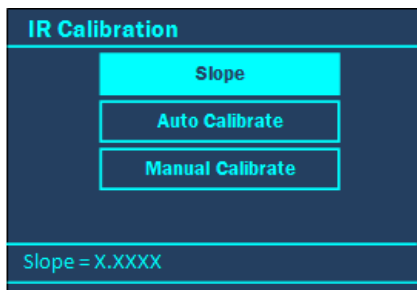 IR Calibration
Slope
Auto Calibrate
Manual Calibrate
Slope = X.XXXX